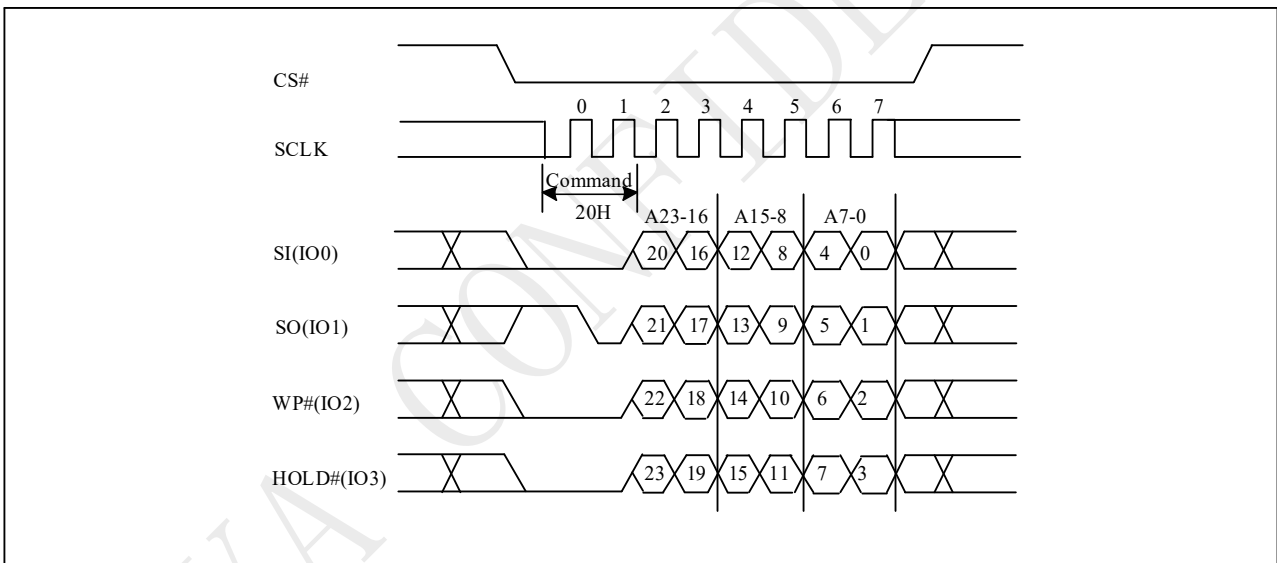 CS#
0 1 2 3 4 5 6 7
SCLK
Command
20H
A23-16 A15-8 A7-0
SI(IO0) 20 16 12 8 4 0
SO(IO1) 21 17 13 9 5 1
WP#(IO2) 22 18 14 10 6 2
HOLD#(IO3) 23 19 15 11 7 3